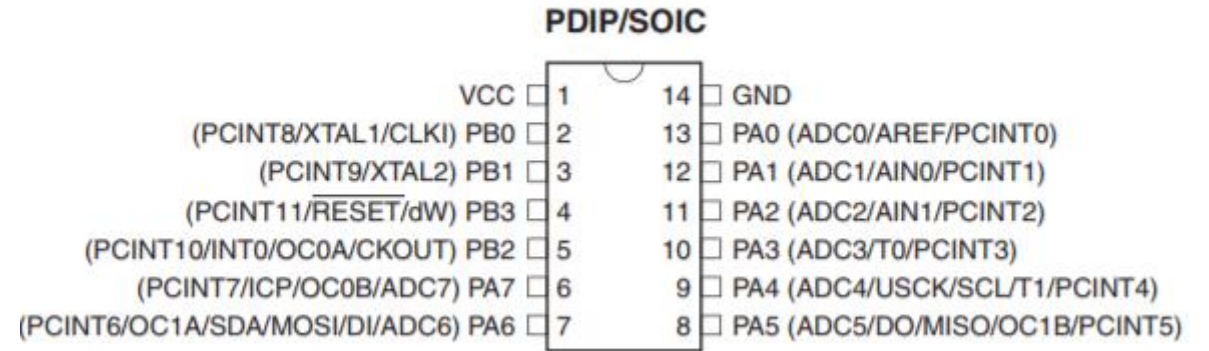 PDIP/SOIC
VCC 1 14 GND
(PCINT8/XTAL1/CLKI) PB0 2 13 PA0 (ADC0/AREF/PCINT0)
(PCINT9/XTAL2) PB1 3 12 PA1 (ADC1/AIN0/PCINT1)
(PCINT11/RESET/dW) PB3 4 11 PA2 (ADC2/AIN1/PCINT2)
(PCINT10/INT0/OC0A/CKOUT) PB2 5 10 PA3 (ADC3/T0/PCINT3)
(PCINT7/ICP/OC0B/ADC7) PA7 6 9 PA4 (ADC4/USCK/SCL/T1/PCINT4)
(PCINT6/OC1A/SDA/MOSI/DI/ADC6) PA6 7 8 PA5 (ADC5/DO/MISO/OC1B/PCINT5)